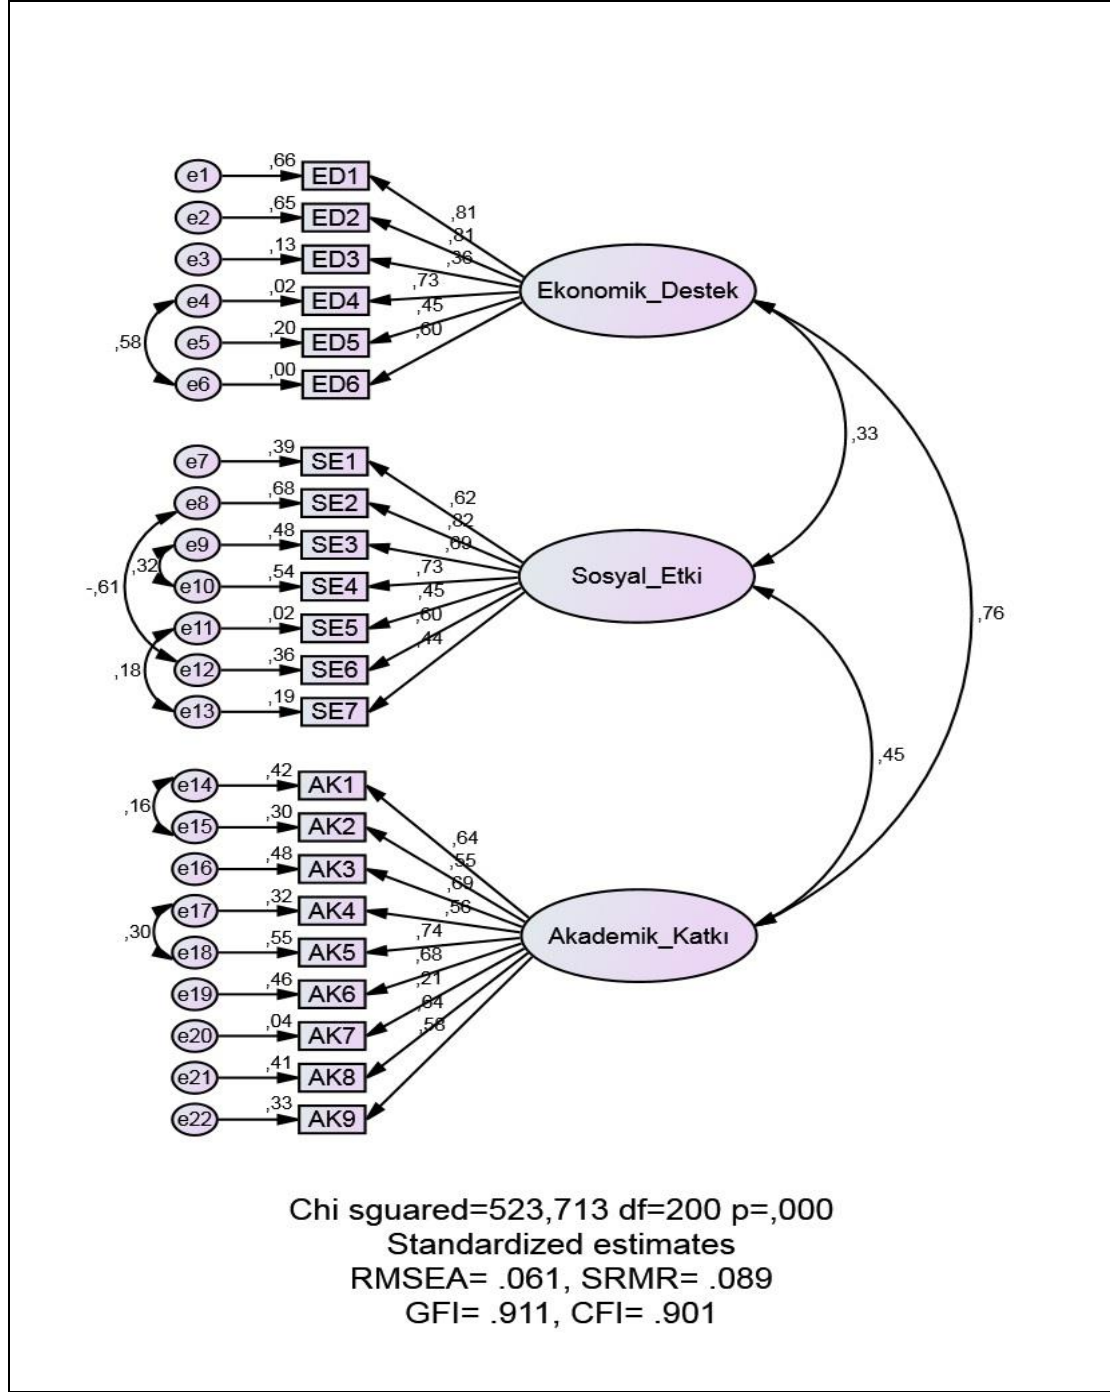 e1 ,66 ED1
e2 ,65 ED2
e3 ,13 ED3
e4 ,02 ED4
e5 ,20 ED5
e6 ,00 ED6
,58
,81
,81
,36
,73
,45
,60
Ekonomik_Destek
e7 ,39 SE1
e8 ,68 SE2
e9 ,48 SE3
e10 ,54 SE4
e11 ,02 SE5
e12 ,36 SE6
e13 ,19 SE7
,32
-,61
,18
,62
,82
,69
,73
,45
,60
,44
Sosyal_Etki
,33
,76
,45
e14 ,42 AK1
e15 ,30 AK2
e16 ,48 AK3
e17 ,32 AK4
e18 ,55 AK5
e19 ,46 AK6
e20 ,04 AK7
e21 ,41 AK8
e22 ,33 AK9
,16
,30
,64
,55
,69
,56
,74
,68
,21
,64
,58
Akademik_Katkı
Chi sguared=523,713 df=200 p=,000
Standardized estimates
RMSEA= .061, SRMR= .089
GFI= .911, CFI= .901